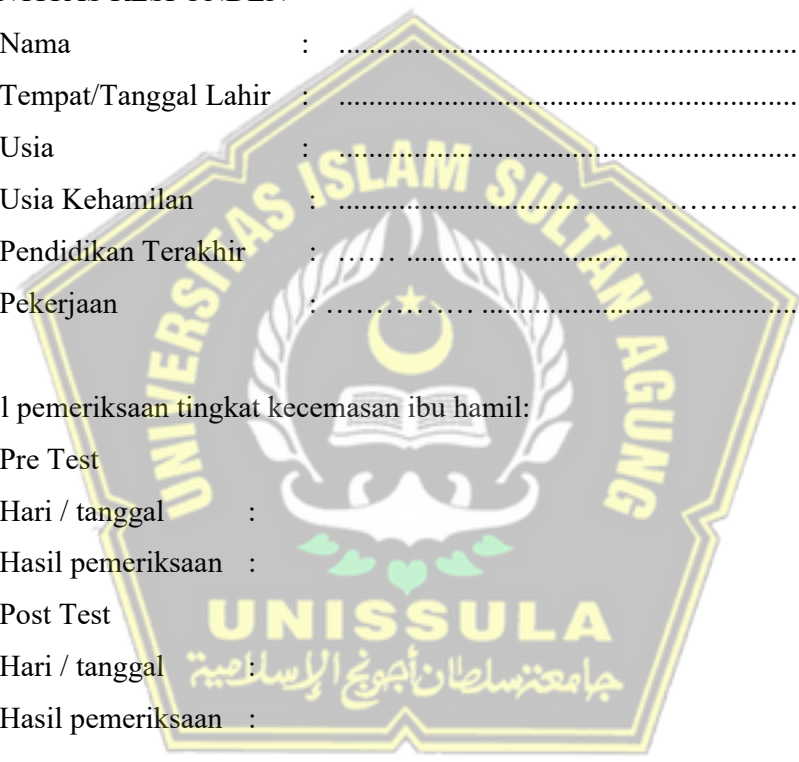 Nama : ............................................................
Tempat/Tanggal Lahir : ............................................................
Usia : ............................................................
Usia Kehamilan : ............................................................
Pendidikan Terakhir : …… ...................................................
Pekerjaan : …………… ..........................................
l pemeriksaan tingkat kecemasan ibu hamil:
Pre Test
Hari / tanggal :
Hasil pemeriksaan :
Post Test
Hari / tanggal :
Hasil pemeriksaan :
UNIVERSITAS ISLAM SULTAN AGUNG
UNISSULA
جامعة سلطان أجونج الإسلامية